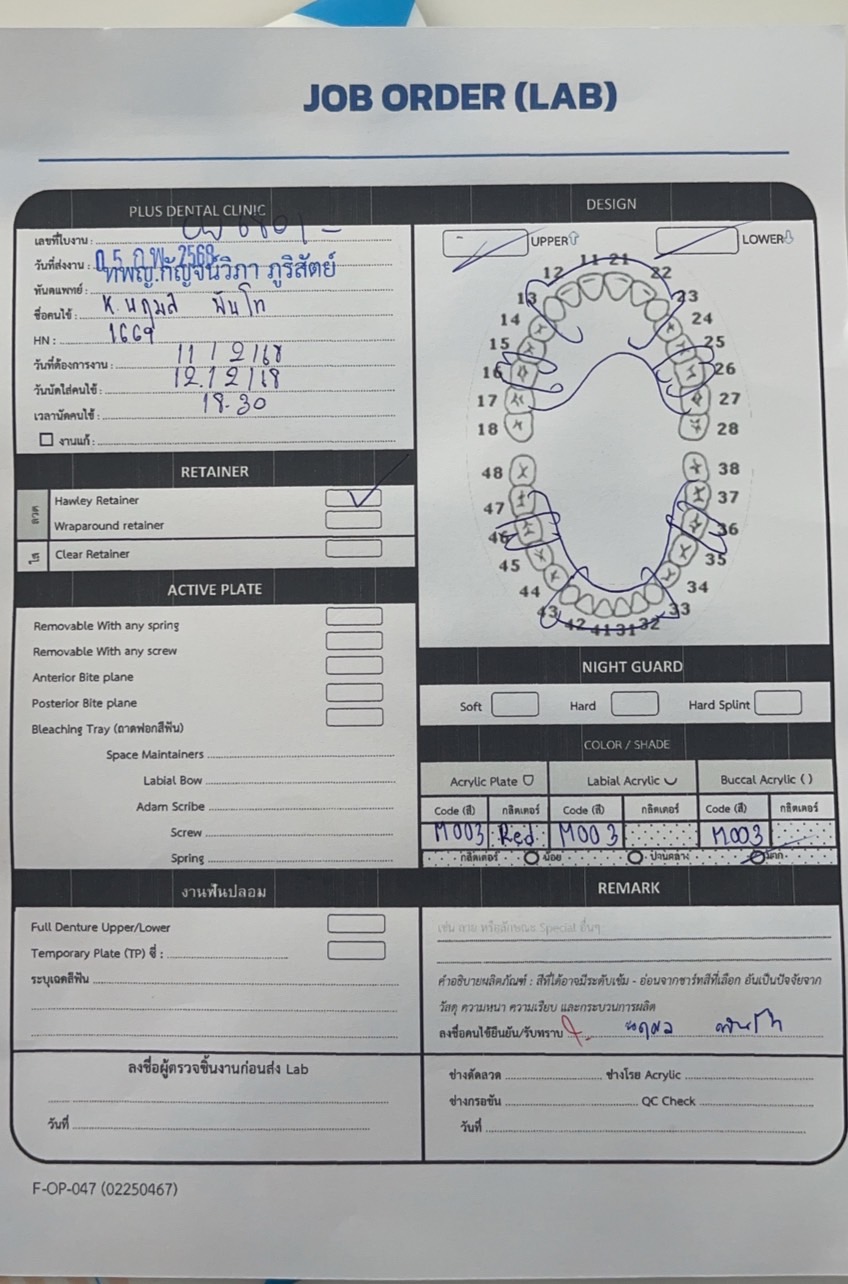 JOB ORDER (LAB)
PLUS DENTAL CLINIC
เลขที่ใบงาน :
วันที่ส่งงาน : 0 5 ก.พ. 2568
ทันตแพทย์ : ทพญ.กัญจน์วิภา ภูริสัตย์
ชื่อคนไข้ : K. นฤมล พันโท
HN : 1669
วันที่ต้องการงาน : 11 / 2 / 68
วันนัดใส่คนไข้ : 12 / 2 / 68
เวลานัดคนไข้ : 18.30
งานแก้ :
RETAINER
ลวด
Hawley Retainer
Wraparound retainer
ใส
Clear Retainer
ACTIVE PLATE
Removable With any spring
Removable With any screw
Anterior Bite plane
Posterior Bite plane
Bleaching Tray (ถาดฟอกสีฟัน)
Space Maintainers
Labial Bow
Adam Scribe
Screw
Spring
งานฟันปลอม
Full Denture Upper/Lower
Temporary Plate (TP) ซี่ :
ระบุเฉดสีฟัน
ลงชื่อผู้ตรวจชิ้นงานก่อนส่ง Lab
วันที่
DESIGN
UPPER LOWER
11 21
12 22
13 23
14 24
15 25
16 26
17 27
18 28
48 38
47 37
46 36
45 35
44 34
43 33
42 41 31 32
NIGHT GUARD
Soft Hard Hard Splint
COLOR / SHADE
Acrylic Plate Labial Acrylic Buccal Acrylic ( )
Code (สี) กลิตเตอร์ Code (สี) กลิตเตอร์ Code (สี) กลิตเตอร์
M003 Red M003 M003
กลิตเตอร์ น้อย ปานกลาง มาก
REMARK
เช่น ลาย หรือลักษณะ Special อื่นๆ
คำอธิบายผลิตภัณฑ์ : สีที่ได้อาจมีระดับเข้ม - อ่อนจากชาร์ทสีที่เลือก อันเป็นปัจจัยจาก
วัสดุ ความหนา ความเรียบ และกระบวนการผลิต
ลงชื่อคนไข้ยืนยัน/รับทราบ นฤมล พันโท
ช่างดัดลวด ช่างโรย Acrylic
ช่างกรอขัน QC Check
วันที่
F-OP-047 (02250467)